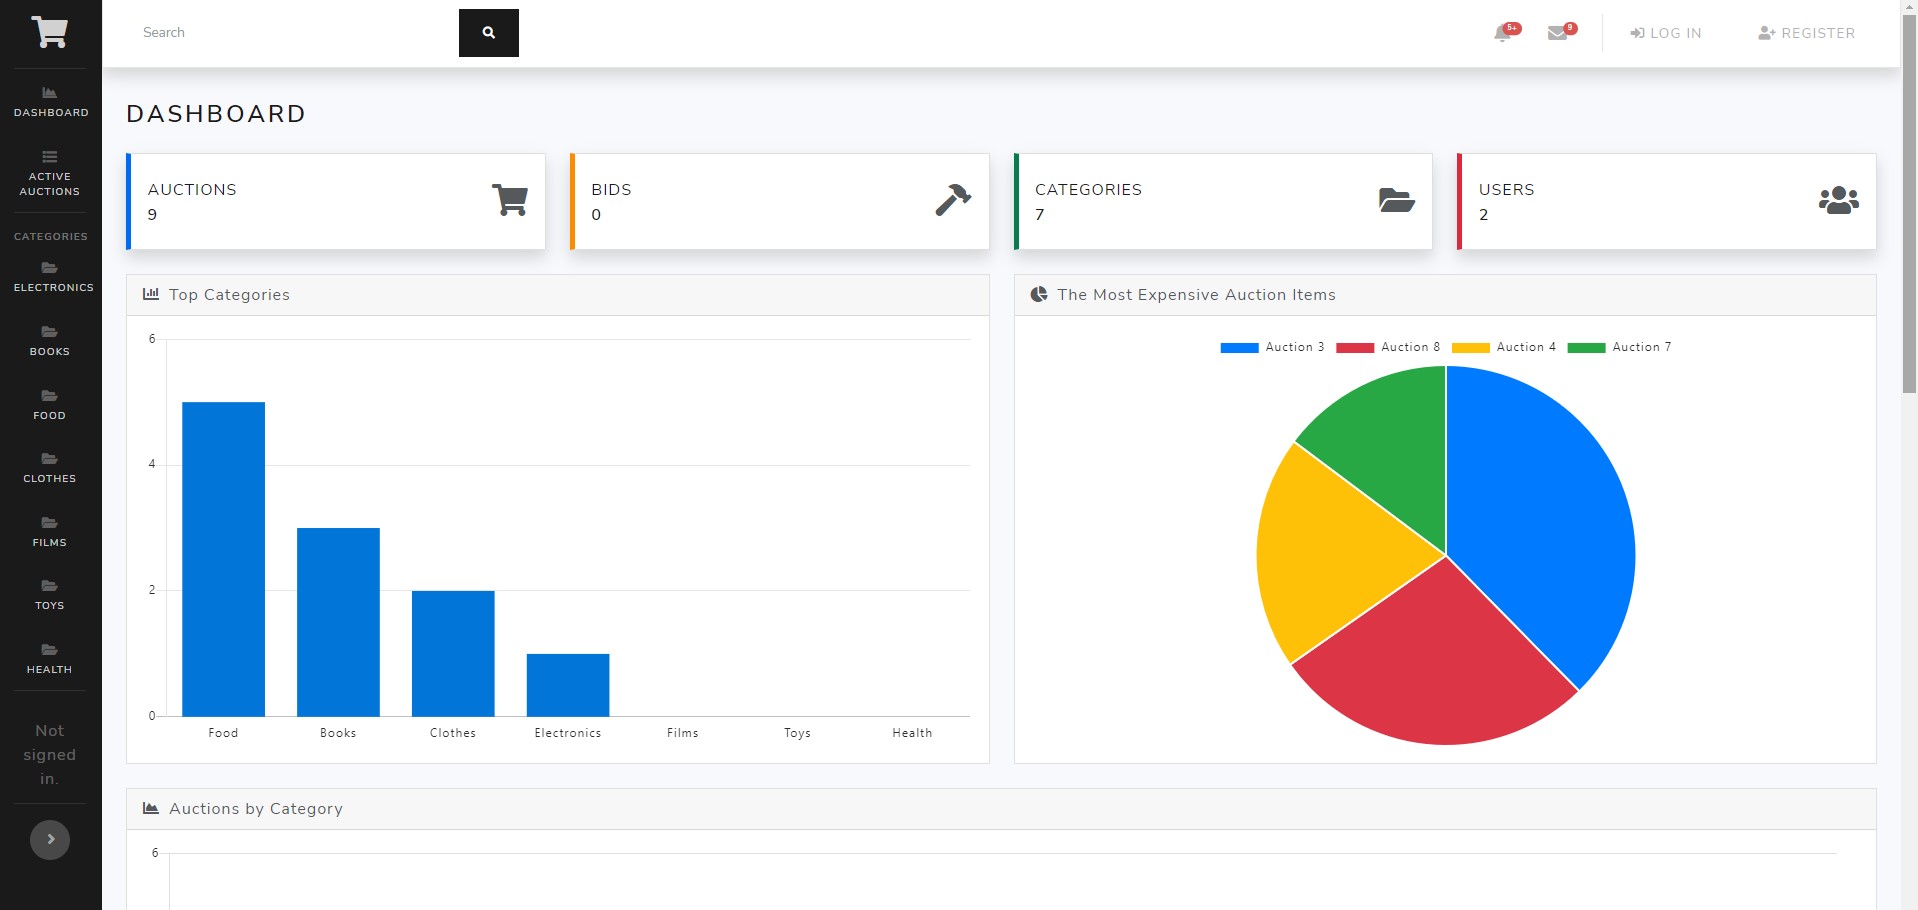 Search
5+
9
LOG IN
REGISTER
DASHBOARD
ACTIVE
AUCTIONS
CATEGORIES
ELECTRONICS
BOOKS
FOOD
CLOTHES
FILMS
TOYS
HEALTH
Not
signed
in.
DASHBOARD
AUCTIONS
9
BIDS
0
CATEGORIES
7
USERS
2
Top Categories
6
4
2
0
Food Books Clothes Electronics Films Toys Health
The Most Expensive Auction Items
Auction 3 Auction 8 Auction 4 Auction 7
Auctions by Category
6